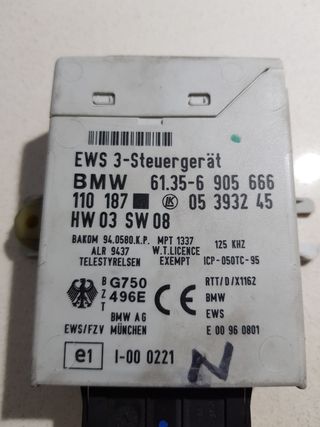 EWS 3-Steuergerät
BMW 61.35-6 905 666
110 187 LK 05 3932 45
HW 03 SW 08
BAKOM 94.0580.K.P. MPT 1337 125 KHZ
ALR 9437 W.T.LICENCE
TELESTYRELSEN EXEMPT ICP-050TC-95
BZT G750 496E CE RTT/D/X1162
BMW AG BMW
EWS/FZV MÜNCHEN EWS
E 00 96 0801
e1 I-00 0221
N